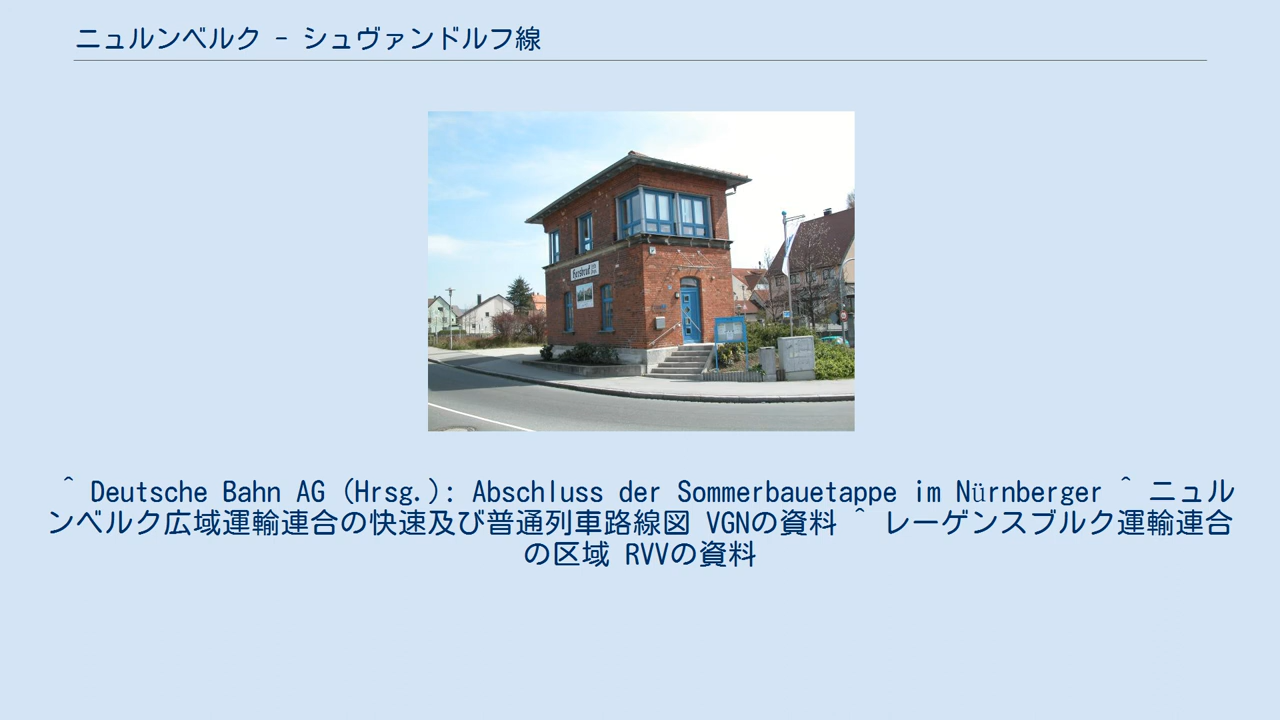 ニュルンベルク - シュヴァンドルフ線
Hersbruck
^ Deutsche Bahn AG (Hrsg.): Abschluss der Sommerbauetappe im Nürnberger ^ ニュル
ンベルク広域運輸連合の快速及び普通列車路線図 VGNの資料 ^ レーゲンスブルク運輸連合
の区域 RVVの資料